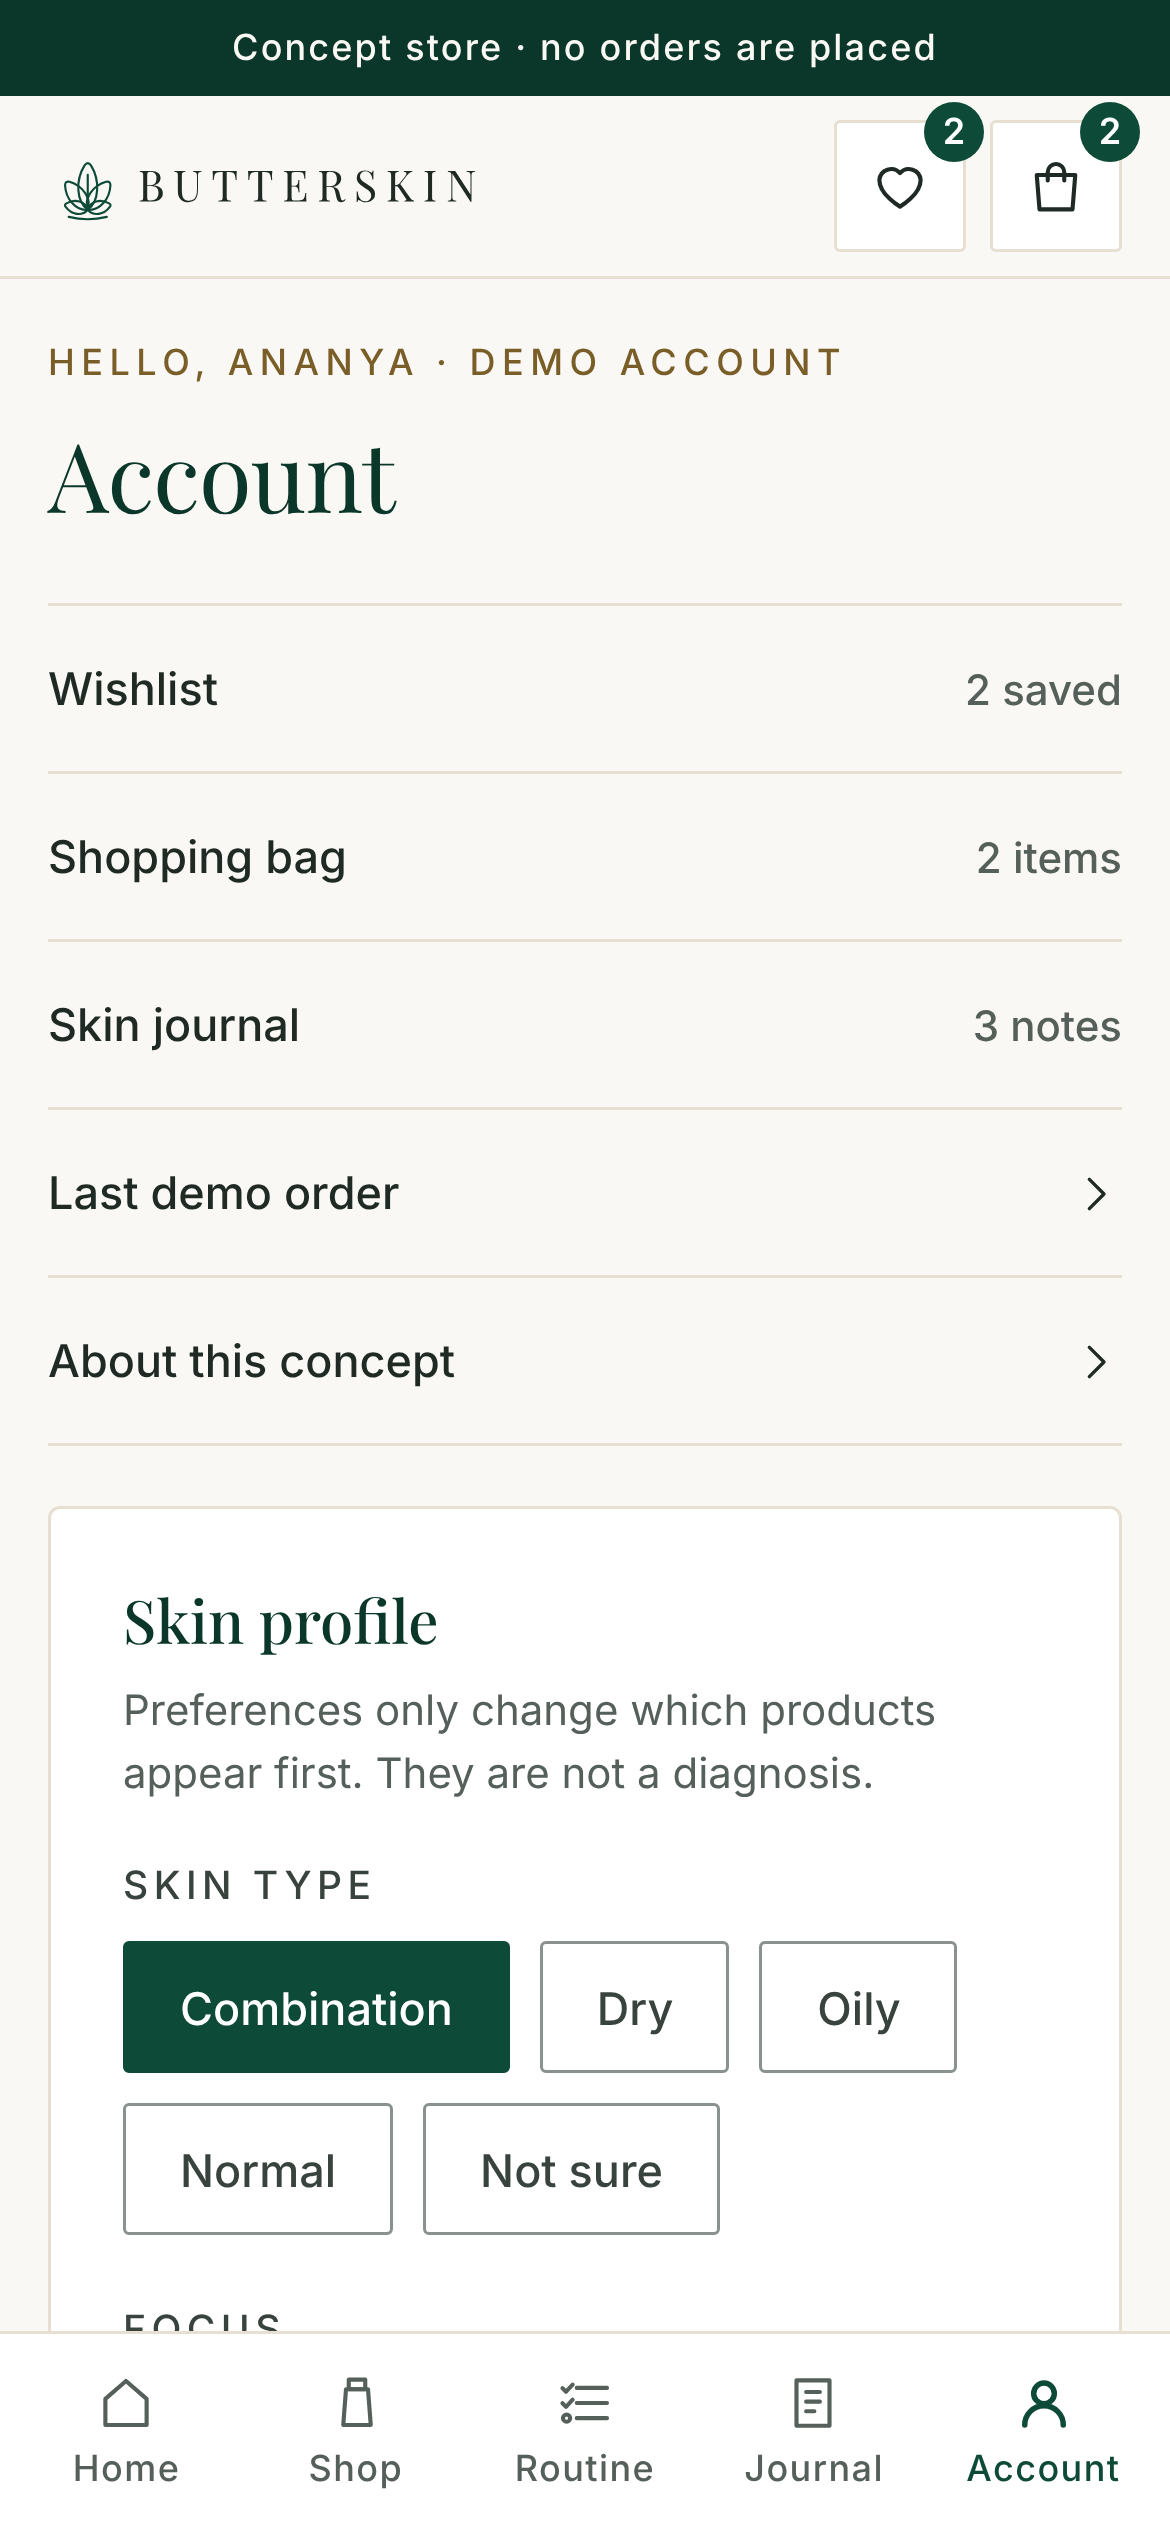 Concept store · no orders are placed
BUTTERSKIN
2
2
HELLO, ANANYA · DEMO ACCOUNT
Account
Wishlist 2 saved
Shopping bag 2 items
Skin journal 3 notes
Last demo order
About this concept
Skin profile
Preferences only change which products
appear first. They are not a diagnosis.
SKIN TYPE
Combination Dry Oily
Normal Not sure
FOCUS
Home Shop Routine Journal Account